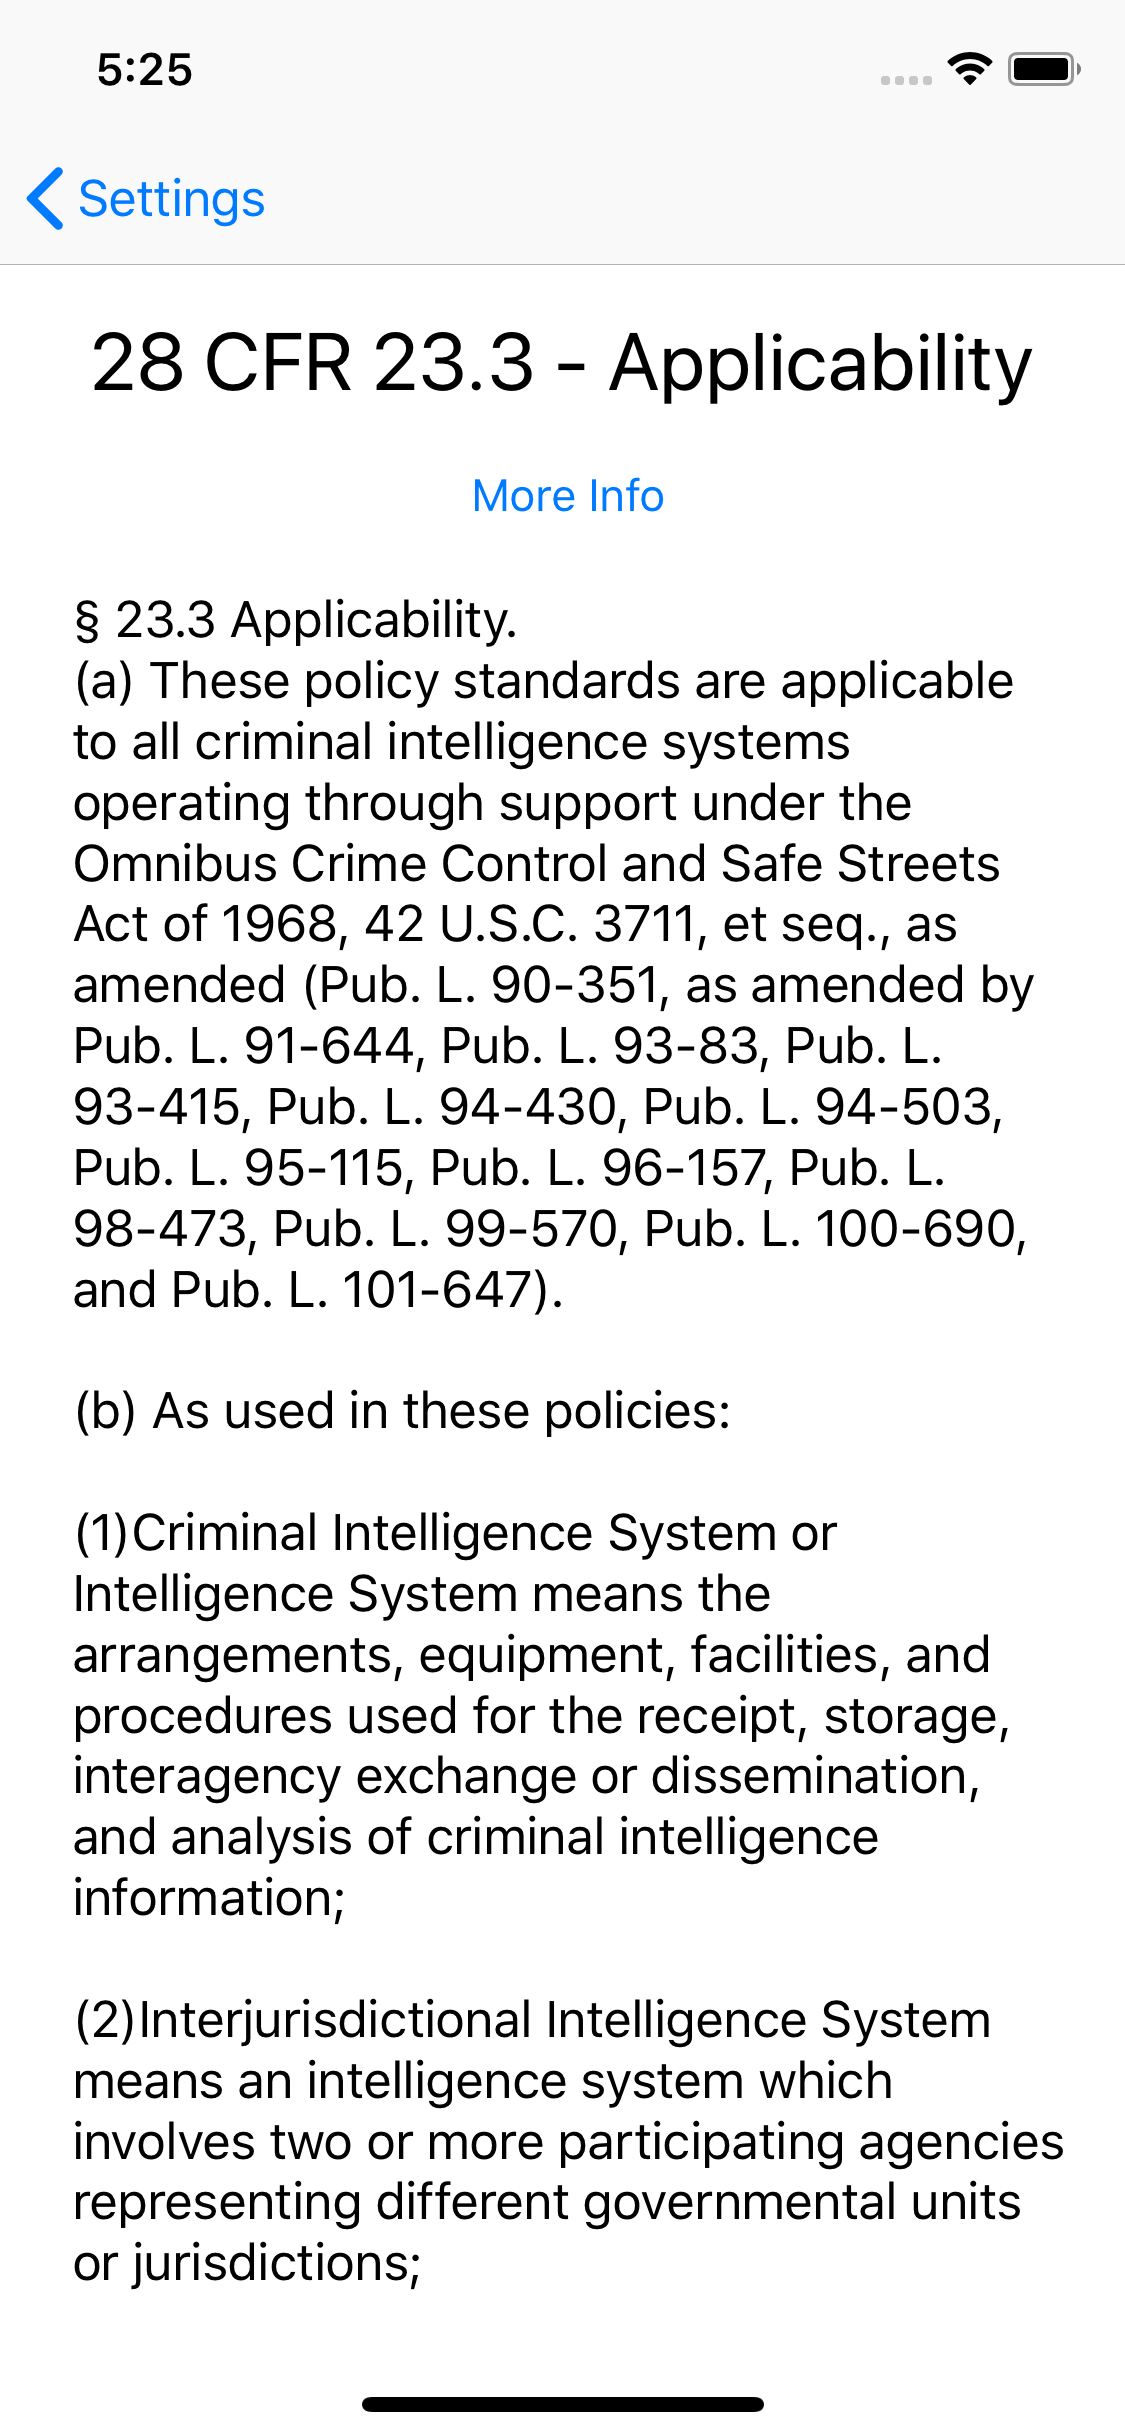 5:25
Settings
28 CFR 23.3 - Applicability
More Info
§ 23.3 Applicability.
(a) These policy standards are applicable
to all criminal intelligence systems
operating through support under the
Omnibus Crime Control and Safe Streets
Act of 1968, 42 U.S.C. 3711, et seq., as
amended (Pub. L. 90-351, as amended by
Pub. L. 91-644, Pub. L. 93-83, Pub. L.
93-415, Pub. L. 94-430, Pub. L. 94-503,
Pub. L. 95-115, Pub. L. 96-157, Pub. L.
98-473, Pub. L. 99-570, Pub. L. 100-690,
and Pub. L. 101-647).
(b) As used in these policies:
(1)Criminal Intelligence System or
Intelligence System means the
arrangements, equipment, facilities, and
procedures used for the receipt, storage,
interagency exchange or dissemination,
and analysis of criminal intelligence
information;
(2)Interjurisdictional Intelligence System
means an intelligence system which
involves two or more participating agencies
representing different governmental units
or jurisdictions;